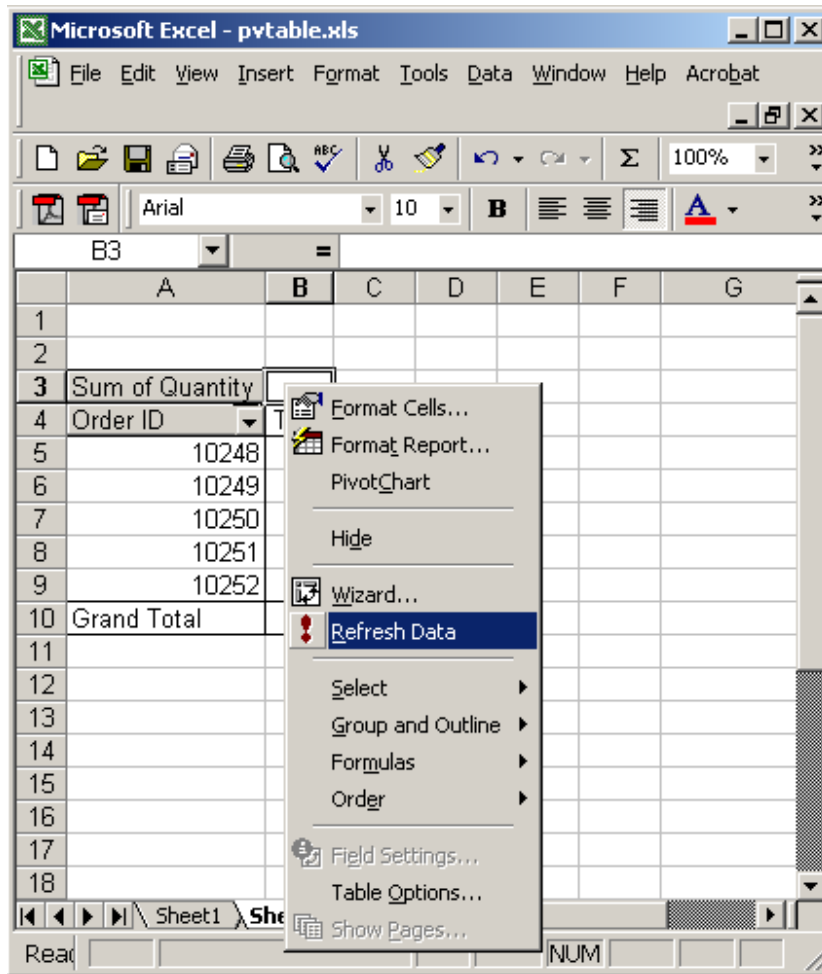 Microsoft Excel - pvtable.xls
File Edit View Insert Format Tools Data Window Help Acrobat
ABC Σ 100%
Arial 10 B A
B3 =
A B C D E F G
1
2
3 Sum of Quantity
4 Order ID T
5 10248
6 10249
7 10250
8 10251
9 10252
10 Grand Total
11
12
13
14
15
16
17
18
Format Cells...
Format Report...
PivotChart
Hide
Wizard...
Refresh Data
Select
Group and Outline
Formulas
Order
Field Settings...
Table Options...
Show Pages...
Sheet1 She
Read NUM